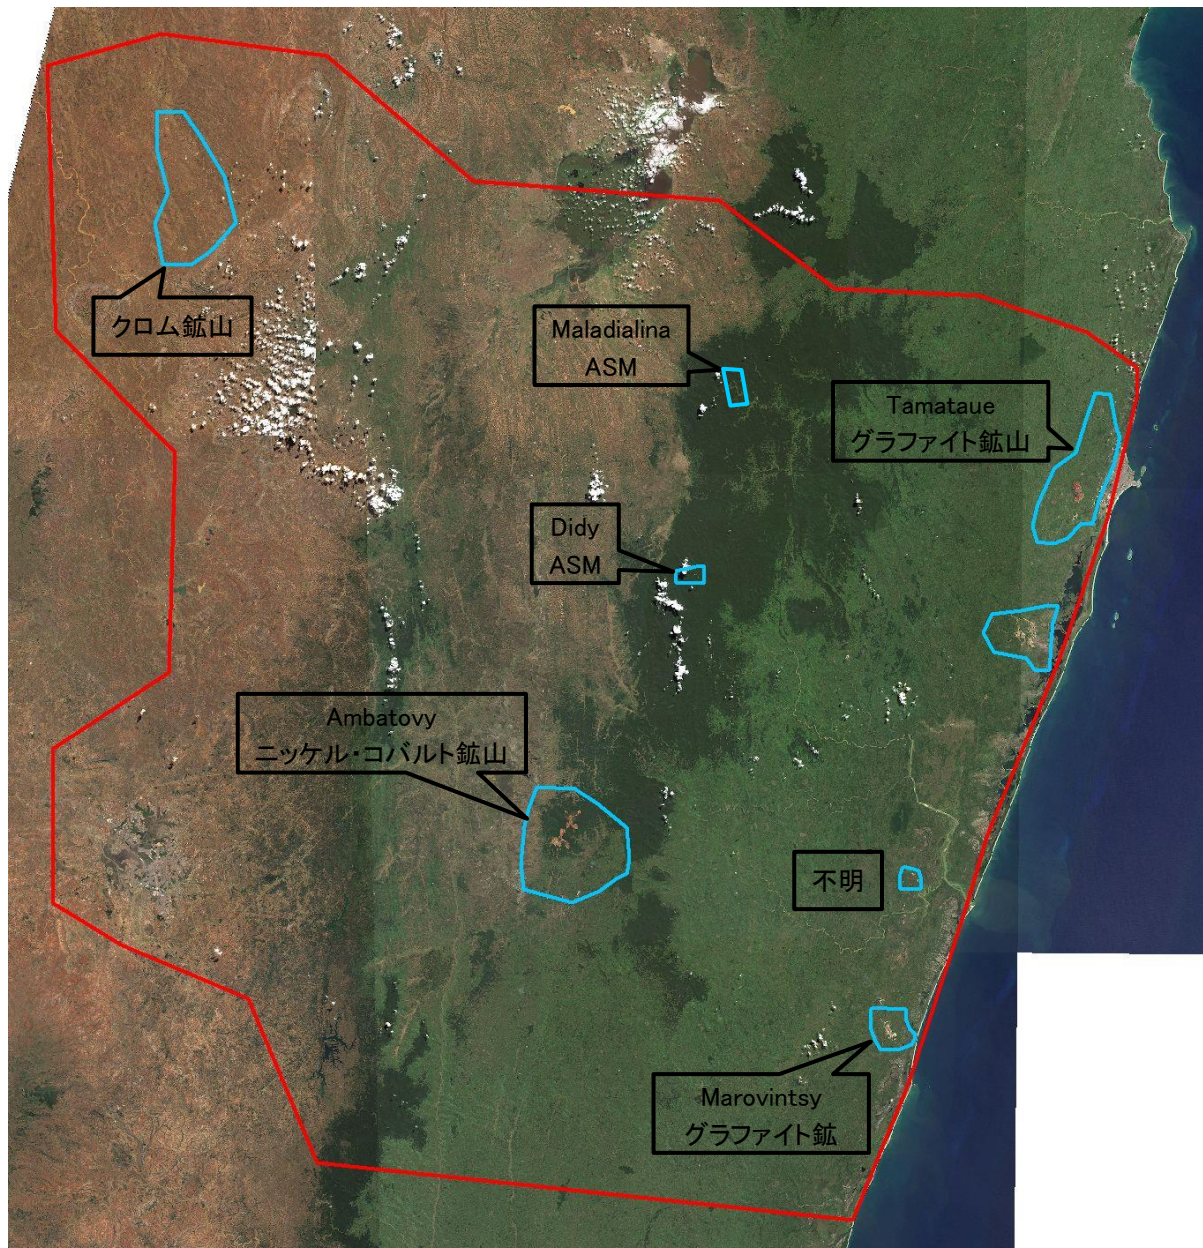 クロム鉱山
Maladialina
ASM
Tamataue
グラファイト鉱山
Didy
ASM
Ambatovy
ニッケル・コバルト鉱山
不明
Marovintsy
グラファイト鉱